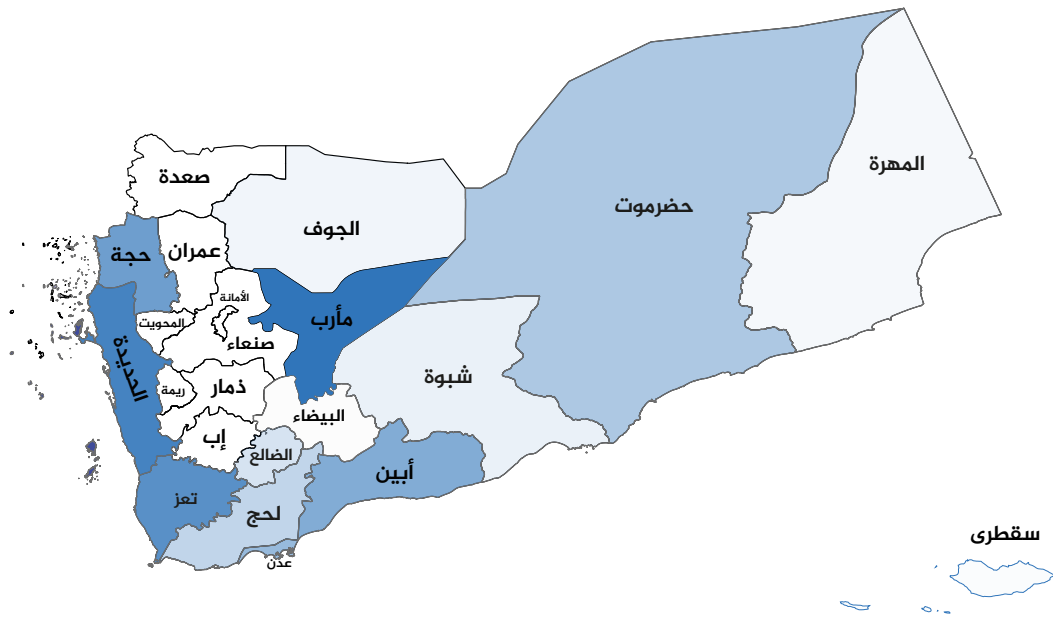 صعدة
المهرة
حضرموت
الجوف
حجة
عمران
الأمانة
مأرب
المحويت
صنعاء
الحديدة
شبوة
ذمار
ريمة
البيضاء
إب
الضالع
أبين
تعز
لحج
سقطرى
عدن